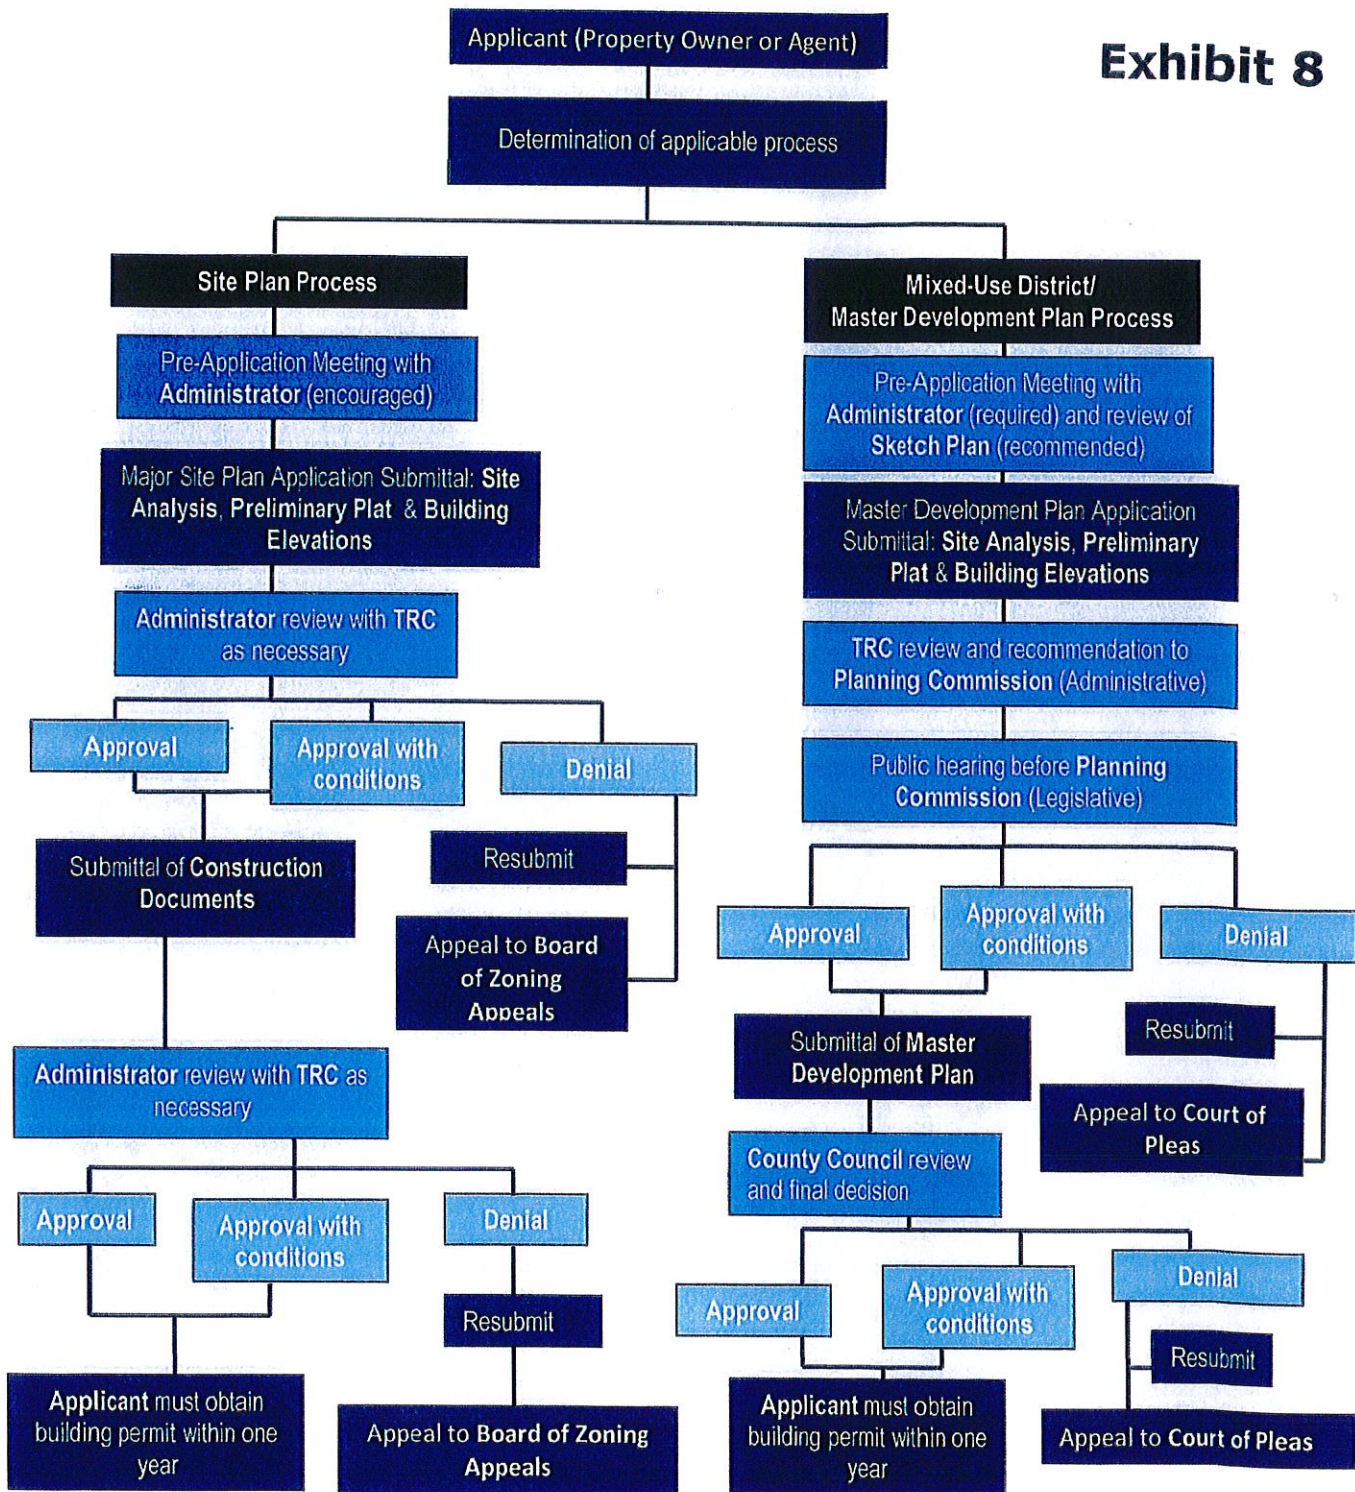 Exhibit 8
Applicant (Property Owner or Agent)
Determination of applicable process
Site Plan Process
Pre-Application Meeting with
Administrator (encouraged)
Major Site Plan Application Submittal: Site
Analysis, Preliminary Plat & Building
Elevations
Administrator review with TRC
as necessary
Approval
Approval with
conditions
Denial
Resubmit
Appeal to Board
of Zoning
Appeals
Submittal of Construction
Documents
Administrator review with TRC as
necessary
Approval
Approval with
conditions
Denial
Resubmit
Appeal to Board of Zoning
Appeals
Applicant must obtain
building permit within one
year
Mixed-Use District/
Master Development Plan Process
Pre-Application Meeting with
Administrator (required) and review of
Sketch Plan (recommended)
Master Development Plan Application
Submittal: Site Analysis, Preliminary
Plat & Building Elevations
TRC review and recommendation to
Planning Commission (Administrative)
Public hearing before Planning
Commission (Legislative)
Approval
Approval with
conditions
Denial
Resubmit
Appeal to Court of
Pleas
Submittal of Master
Development Plan
County Council review
and final decision
Approval
Approval with
conditions
Denial
Resubmit
Appeal to Court of Pleas
Applicant must obtain
building permit within one
year